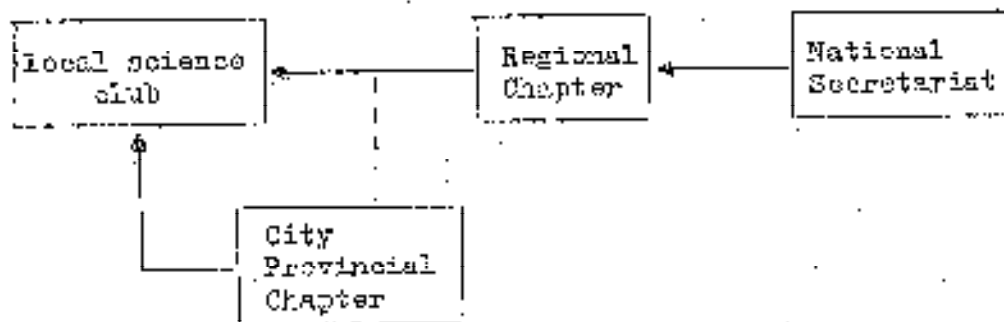 Local science
club
Regional
Chapter
National
Secretariat
City
Provincial
Chapter